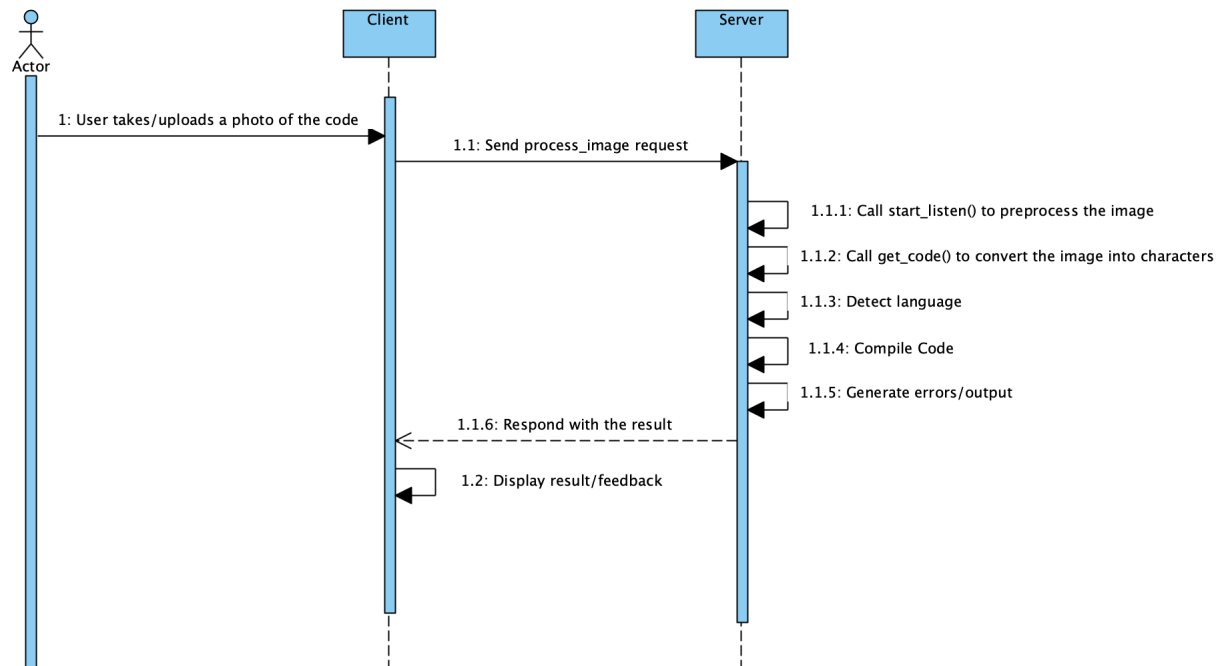 Client
Server
Actor
1: User takes/uploads a photo of the code
1.1: Send process_image request
1.1.1: Call start_listen() to preprocess the image
1.1.2: Call get_code() to convert the image into characters
1.1.3: Detect language
1.1.4: Compile Code
1.1.5: Generate errors/output
1.1.6: Respond with the result
1.2: Display result/feedback